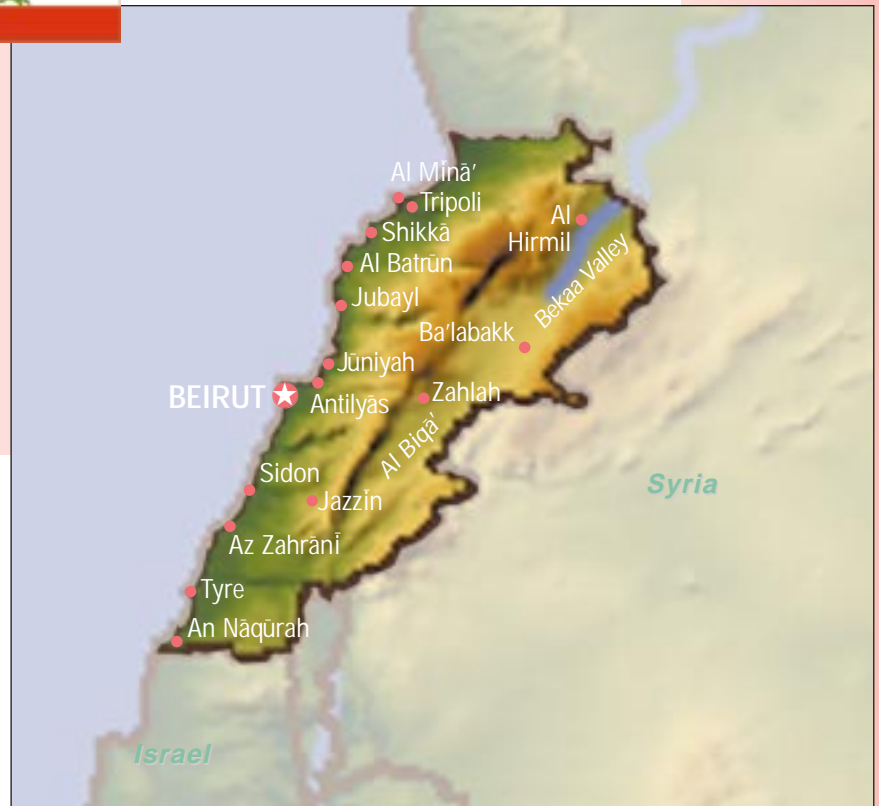 Al Mīnā'
Tripoli
Al
Hirmil
Shikkā
Bekaa Valley
Al Batrūn
Jubayl
Ba'labakk
Jūniyah
BEIRUT
Antilyās
Zahlah
Al Biqā'
Sidon
Jazzīn
Syria
Az Zahrānī
Tyre
An Nāqūrah
Israel